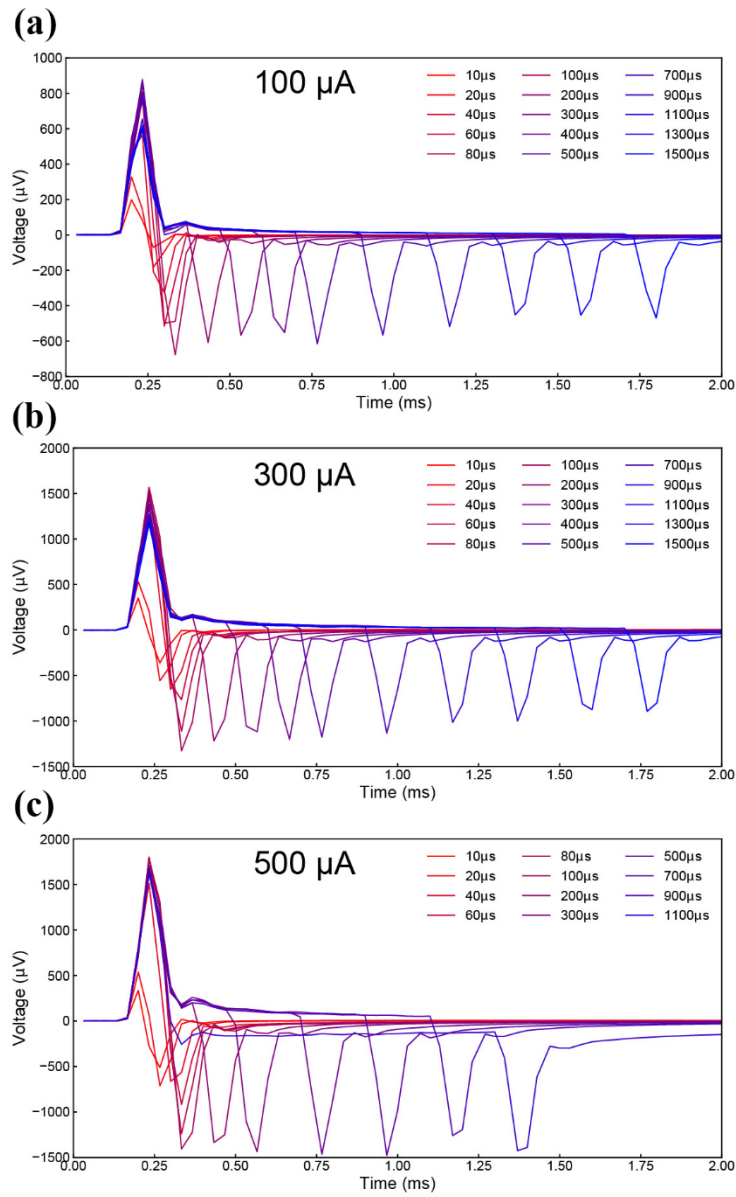 (a)
100 µA
10µs 100µs 700µs
20µs 200µs 900µs
40µs 300µs 1100µs
60µs 400µs 1300µs
80µs 500µs 1500µs
1000
800
600
400
200
0
−200
−400
−600
−800
Voltage (µV)
0.00 0.25 0.50 0.75 1.00 1.25 1.50 1.75 2.00
Time (ms)
(b)
300 µA
10µs 100µs 700µs
20µs 200µs 900µs
40µs 300µs 1100µs
60µs 400µs 1300µs
80µs 500µs 1500µs
2000
1500
1000
500
0
−500
−1000
−1500
Voltage (µV)
0.00 0.25 0.50 0.75 1.00 1.25 1.50 1.75 2.00
Time (ms)
(c)
500 µA
10µs 80µs 500µs
20µs 100µs 700µs
40µs 200µs 900µs
60µs 300µs 1100µs
2000
1500
1000
500
0
−500
−1000
−1500
Voltage (µV)
0.00 0.25 0.50 0.75 1.00 1.25 1.50 1.75 2.00
Time (ms)